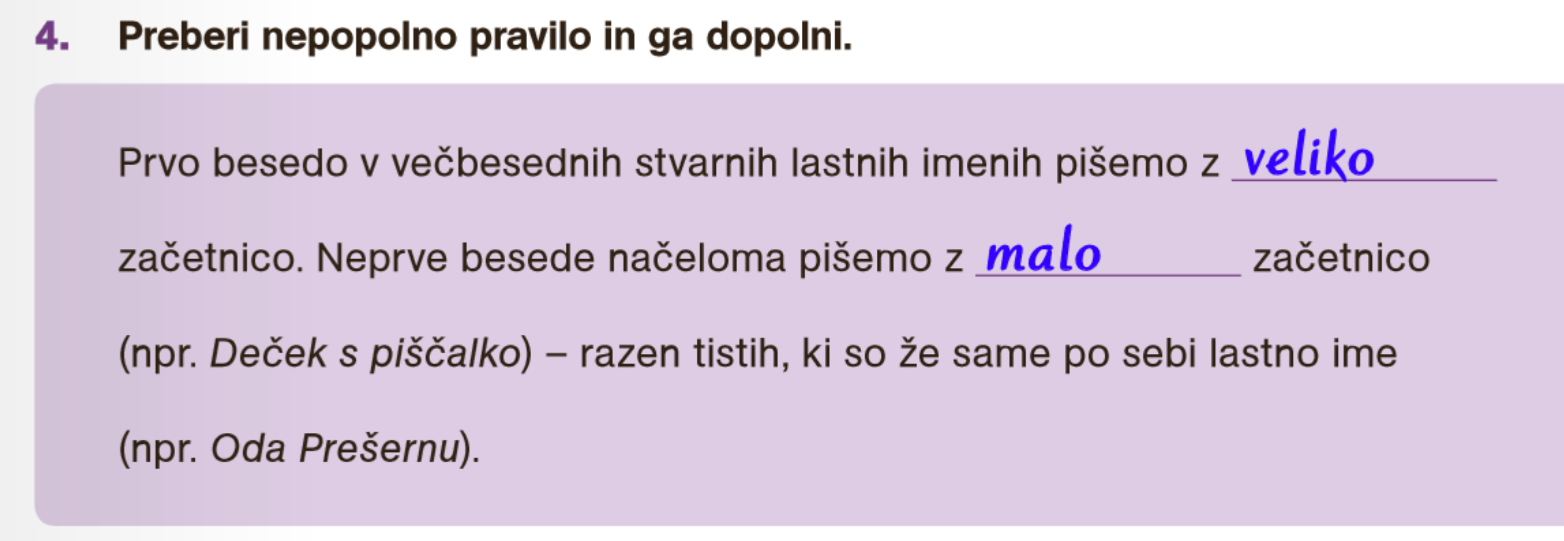 4. Preberi nepopolno pravilo in ga dopolni.
Prvo besedo v večbesednih stvarnih lastnih imenih pišemo z veliko
začetnico. Neprve besede načeloma pišemo z malo začetnico
(npr. Deček s piščalko) – razen tistih, ki so že same po sebi lastno ime
(npr. Oda Prešernu).